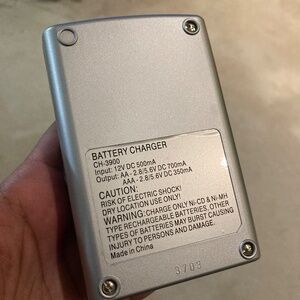 BATTERY CHARGER
CH-3900
Input: 12V DC 500mA
Output: AA - 2.8/5.6V DC 700mA
AAA - 2.8/5.6V DC 350mA
CAUTION:
RISK OF ELECTRIC SHOCK!
DRY LOCATION USE ONLY!
WARNING: CHARGE ONLY Ni-CD & Ni-MH
TYPE RECHARGEABLE BATTERIES. OTHER
TYPES OF BATTERIES MAY BURST CAUSING
INJURY TO PERSONS AND DAMAGE.
Made in China
3703